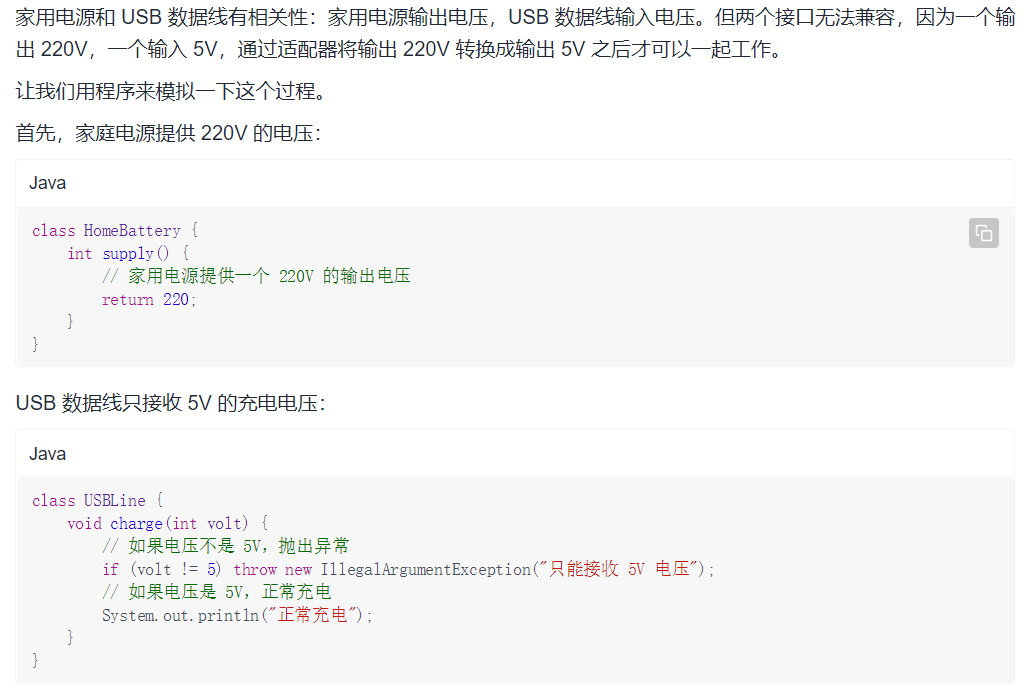 家用电源和 USB 数据线有相关性：家用电源输出电压，USB 数据线输入电压。但两个接口无法兼容，因为一个输
出 220V，一个输入 5V，通过适配器将输出 220V 转换成输出 5V 之后才可以一起工作。
让我们用程序来模拟一下这个过程。
首先，家庭电源提供 220V 的电压：
Java
class HomeBattery {
    int supply() {
        // 家用电源提供一个 220V 的输出电压
        return 220;
    }
}
USB 数据线只接收 5V 的充电电压：
Java
class USBLine {
    void charge(int volt) {
        // 如果电压不是 5V，抛出异常
        if (volt != 5) throw new IllegalArgumentException("只能接收 5V 电压");
        // 如果电压是 5V，正常充电
        System.out.println("正常充电");
    }
}